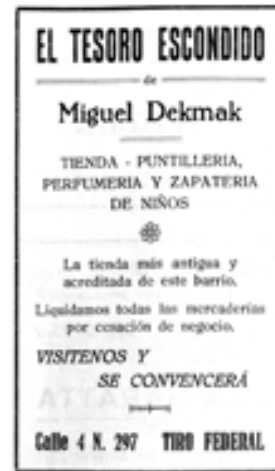 EL TESORO ESCONDIDO
de
Miguel Dekmak
TIENDA - PUNTILLERIA,
PERFUMERIA Y ZAPATERIA
DE NIÑOS
La tienda más antigua y
acreditada de este barrio.
Liquidamos todas las mercaderías
por cesación de negocio.
VISITENOS Y
SE CONVENCERÁ
Calle 4 N. 297 TIRO FEDERAL